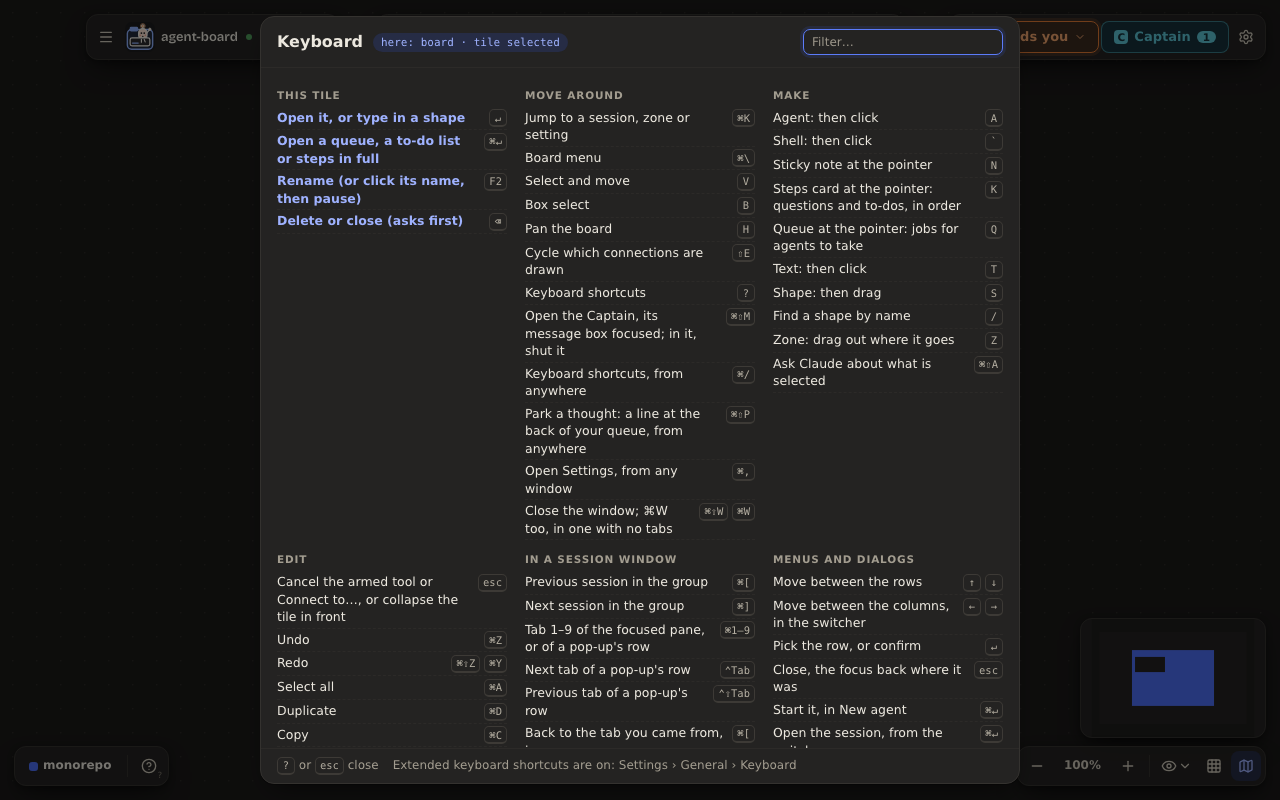 agent-board
Keyboard
here: board · tile selected
Filter…
ds you
C Captain 1
THIS TILE
Open it, or type in a shape ↵
Open a queue, a to-do list ⌘↵
or steps in full
Rename (or click its name, F2
then pause)
Delete or close (asks first) ⌫
MOVE AROUND
Jump to a session, zone or ⌘K
setting
Board menu ⌘\
Select and move V
Box select B
Pan the board H
Cycle which connections are ⇧E
drawn
Keyboard shortcuts ?
Open the Captain, its ⌘⇧M
message box focused; in it,
shut it
Keyboard shortcuts, from ⌘/
anywhere
Park a thought: a line at the ⌘⇧P
back of your queue, from
anywhere
Open Settings, from any ⌘,
window
Close the window; ⌘W ⌘⇧W ⌘W
too, in one with no tabs
MAKE
Agent: then click A
Shell: then click `
Sticky note at the pointer N
Steps card at the pointer: K
questions and to-dos, in order
Queue at the pointer: jobs for Q
agents to take
Text: then click T
Shape: then drag S
Find a shape by name /
Zone: drag out where it goes Z
Ask Claude about what is ⌘⇧A
selected
EDIT
Cancel the armed tool or esc
Connect to…, or collapse the
tile in front
Undo ⌘Z
Redo ⌘⇧Z ⌘Y
Select all ⌘A
Duplicate ⌘D
Copy ⌘C
IN A SESSION WINDOW
Previous session in the group ⌘[
Next session in the group ⌘]
Tab 1–9 of the focused pane, ⌘1–9
or of a pop-up's row
Next tab of a pop-up's row ⌃Tab
Previous tab of a pop-up's ⌃⇧Tab
row
Back to the tab you came from, ⌘[
MENUS AND DIALOGS
Move between the rows ↑ ↓
Move between the columns, ← →
in the switcher
Pick the row, or confirm ↵
Close, the focus back where it esc
was
Start it, in New agent ⌘↵
Open the session, from the ⌘↵
? or esc close Extended keyboard shortcuts are on: Settings › General › Keyboard
monorepo
?
100%